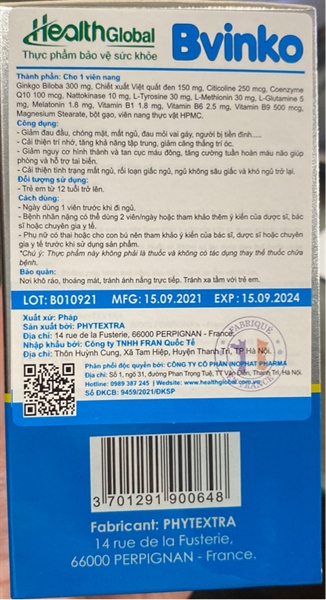 HealthGlobal
Thực phẩm bảo vệ sức khỏe
Bvinko
Thành phần: Cho 1 viên nang
Ginkgo Biloba 300 mg, Chiết xuất Việt quất đen 150 mg, Citicoline 250 mcg, Coenzyme
Q10 100 mcg, Nattokinase 10 mg, L-Tyrosine 30 mg, L-Methionin 30 mg, L-Glutamine 5
mg, Melatonin 1.8 mg, Vitamin B1 1.8 mg, Vitamin B6 2.5 mg, Vitamin B9 500 mcg,
Magnesium Stearate, bột gạo, viên nang thực vật HPMC.
Công dụng:
- Giảm đau đầu, chóng mặt, mất ngủ, đau mỏi vai gáy, người bị tiền đình.....
- Cải thiện trí nhớ, tăng khả năng tập trung, giảm căng thẳng trí óc.
- Giảm nguy cơ hình thành và tan cục máu đông, tăng cường tuần hoàn máu não giúp
phòng và hỗ trợ tai biến.
- Cải thiện tình trạng mất ngủ, rối loạn giấc ngủ, ngủ không sâu giấc và khó ngủ trở lại.
Đối tượng sử dụng:
- Trẻ em từ 12 tuổi trở lên.
Cách dùng:
- Ngày dùng 1 viên trước khi đi ngủ.
- Bệnh nhân nặng có thể dùng 2 viên/ngày hoặc tham khảo thêm ý kiến của dược sĩ, bác
sĩ hoặc chuyên gia y tế.
- Phụ nữ có thai hoặc cho con bú nên tham khảo ý kiến của bác sĩ, dược sĩ hoặc chuyên
gia y tế trước khi sử dụng sản phẩm.
*Chú ý: Thực phẩm này không phải là thuốc và không có tác dụng thay thế thuốc chữa
bệnh.
Bảo quản:
Nơi khô ráo, thoáng mát, tránh ánh nắng trực tiếp. Tránh xa tầm với trẻ em.
LOT: B010921 MFG: 15.09.2021 EXP: 15.09.2024
Xuất xứ: Pháp
Sản xuất bởi: PHYTEXTRA
Địa chỉ: 14 rue de la Fusterie, 66000 PERPIGNAN - France.
Nhập khẩu bởi: Công ty TNHH FRAN Quốc Tế
Địa chỉ: Thôn Huỳnh Cung, Xã Tam Hiệp, Huyện Thanh Trì, TP Hà Nội.
FABRIQUÉ
FRANCE
Phân phối độc quyền bởi: CÔNG TY CỔ PHẦN INOPHAT PHARMA
Địa chỉ: Số 1, ngõ 31, đường Phan Trọng Tuệ, TT Văn Điển, Thanh Trì, Hà Nội
Hotline: 0989 387 245 | Wedsite: www.healthglobal.com.vn
Số ĐKCB: 9459/2021/ĐKSP
3 701291 900648
Fabricant: PHYTEXTRA
14 rue de la Fusterie,
66000 PERPIGNAN - France.